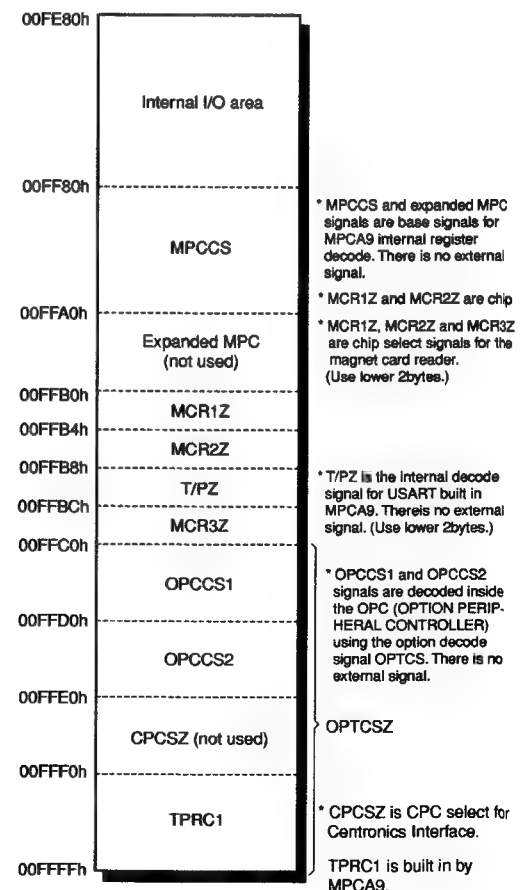 00FE80h
Internal I/O area
00FF80h
MPCCS
00FFA0h
Expanded MPC
(not used)
00FFB0h
MCR1Z
00FFB4h
MCR2Z
00FFB8h
T/PZ
00FFBCh
MCR3Z
00FFC0h
OPCCS1
00FFD0h
OPCCS2
00FFE0h
CPCSZ (not used)
00FFF0h
TPRC1
00FFFFh
* MPCCS and expanded MPC
signals are base signals for
MPCA9 internal register
decode. There is no external
signal.
* MCR1Z and MCR2Z are chip
* MCR1Z, MCR2Z and MCR3Z
are chip select signals for the
magnet card reader.
(Use lower 2bytes.)
* T/PZ is the internal decode
signal for USART built in
MPCA9. Thereis no external
signal. (Use lower 2bytes.)
* OPCCS1 and OPCCS2
signals are decoded inside
the OPC (OPTION PERIP-
HERAL CONTROLLER)
using the option decode
signal OPTCS. There is no
external signal.
OPTCSZ
* CPCSZ is CPC select for
Centronics Interface.
TPRC1 is built in by
MPCA9.